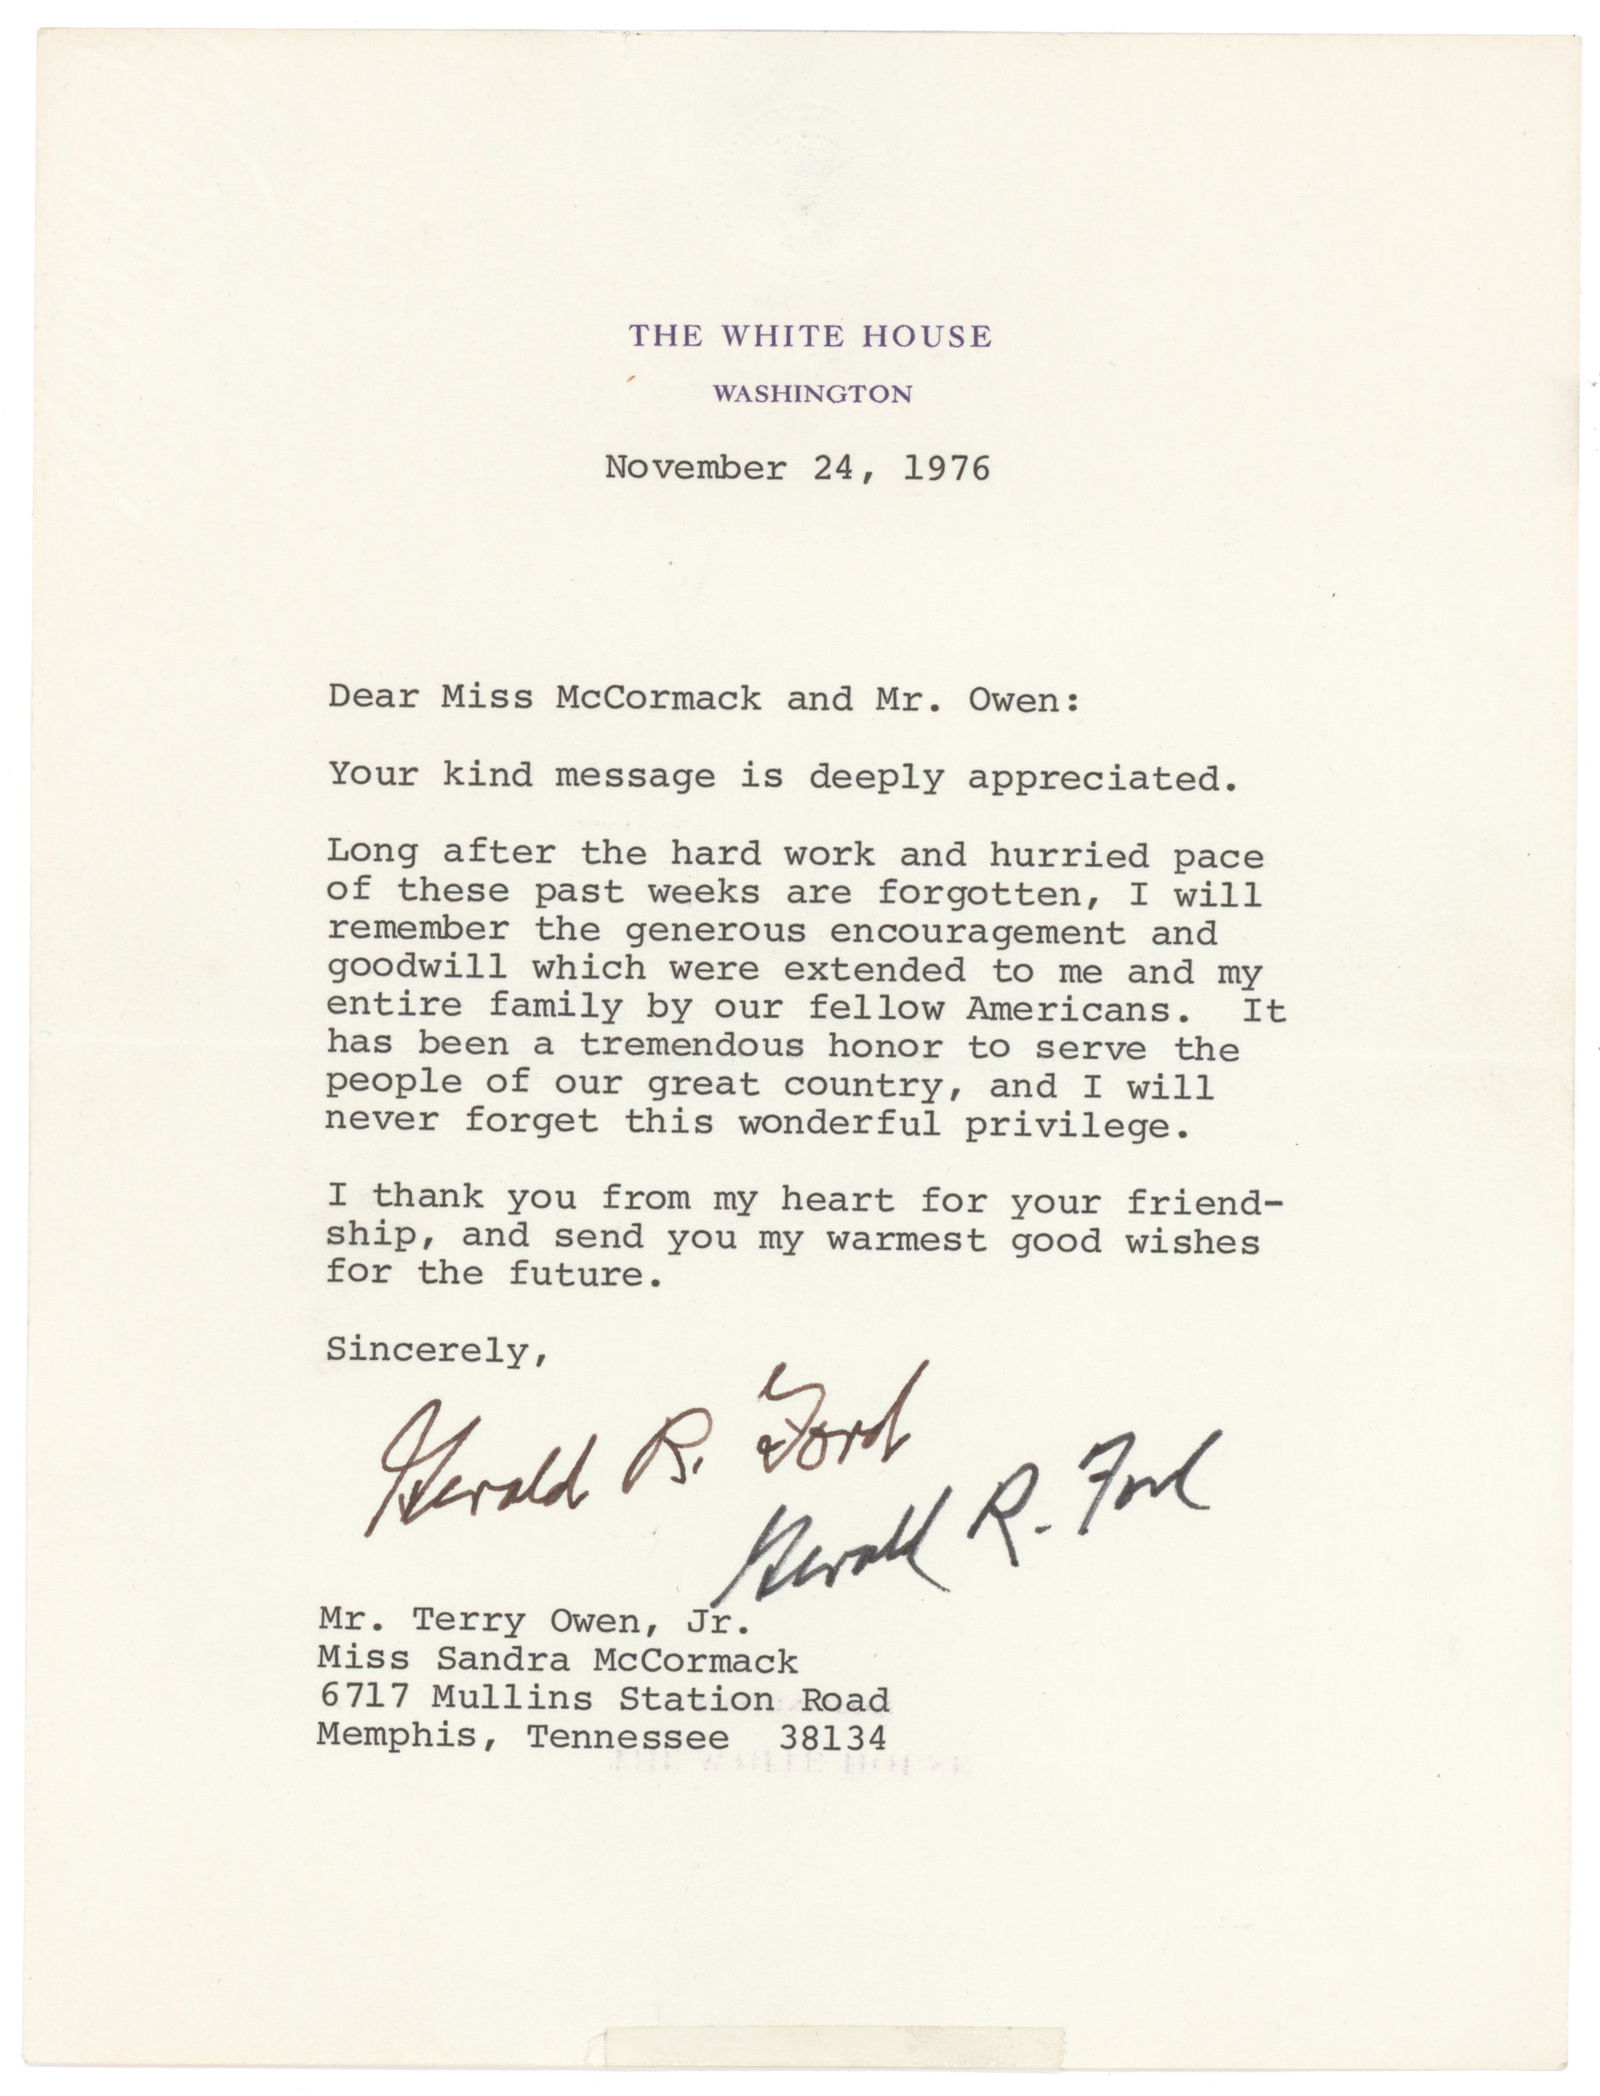 THE WHITE HOUSE
WASHINGTON
November 24, 1976
Dear Miss McCormack and Mr. Owen:
Your kind message is deeply appreciated.
Long after the hard work and hurried pace
of these past weeks are forgotten, I will
remember the generous encouragement and
goodwill which were extended to me and my
entire family by our fellow Americans.  It
has been a tremendous honor to serve the
people of our great country, and I will
never forget this wonderful privilege.
I thank you from my heart for your friend-
ship, and send you my warmest good wishes
for the future.
Sincerely,
Gerald R. Ford
Gerald R. Ford
Mr. Terry Owen, Jr.
Miss Sandra McCormack
6717 Mullins Station Road
Memphis, Tennessee  38134